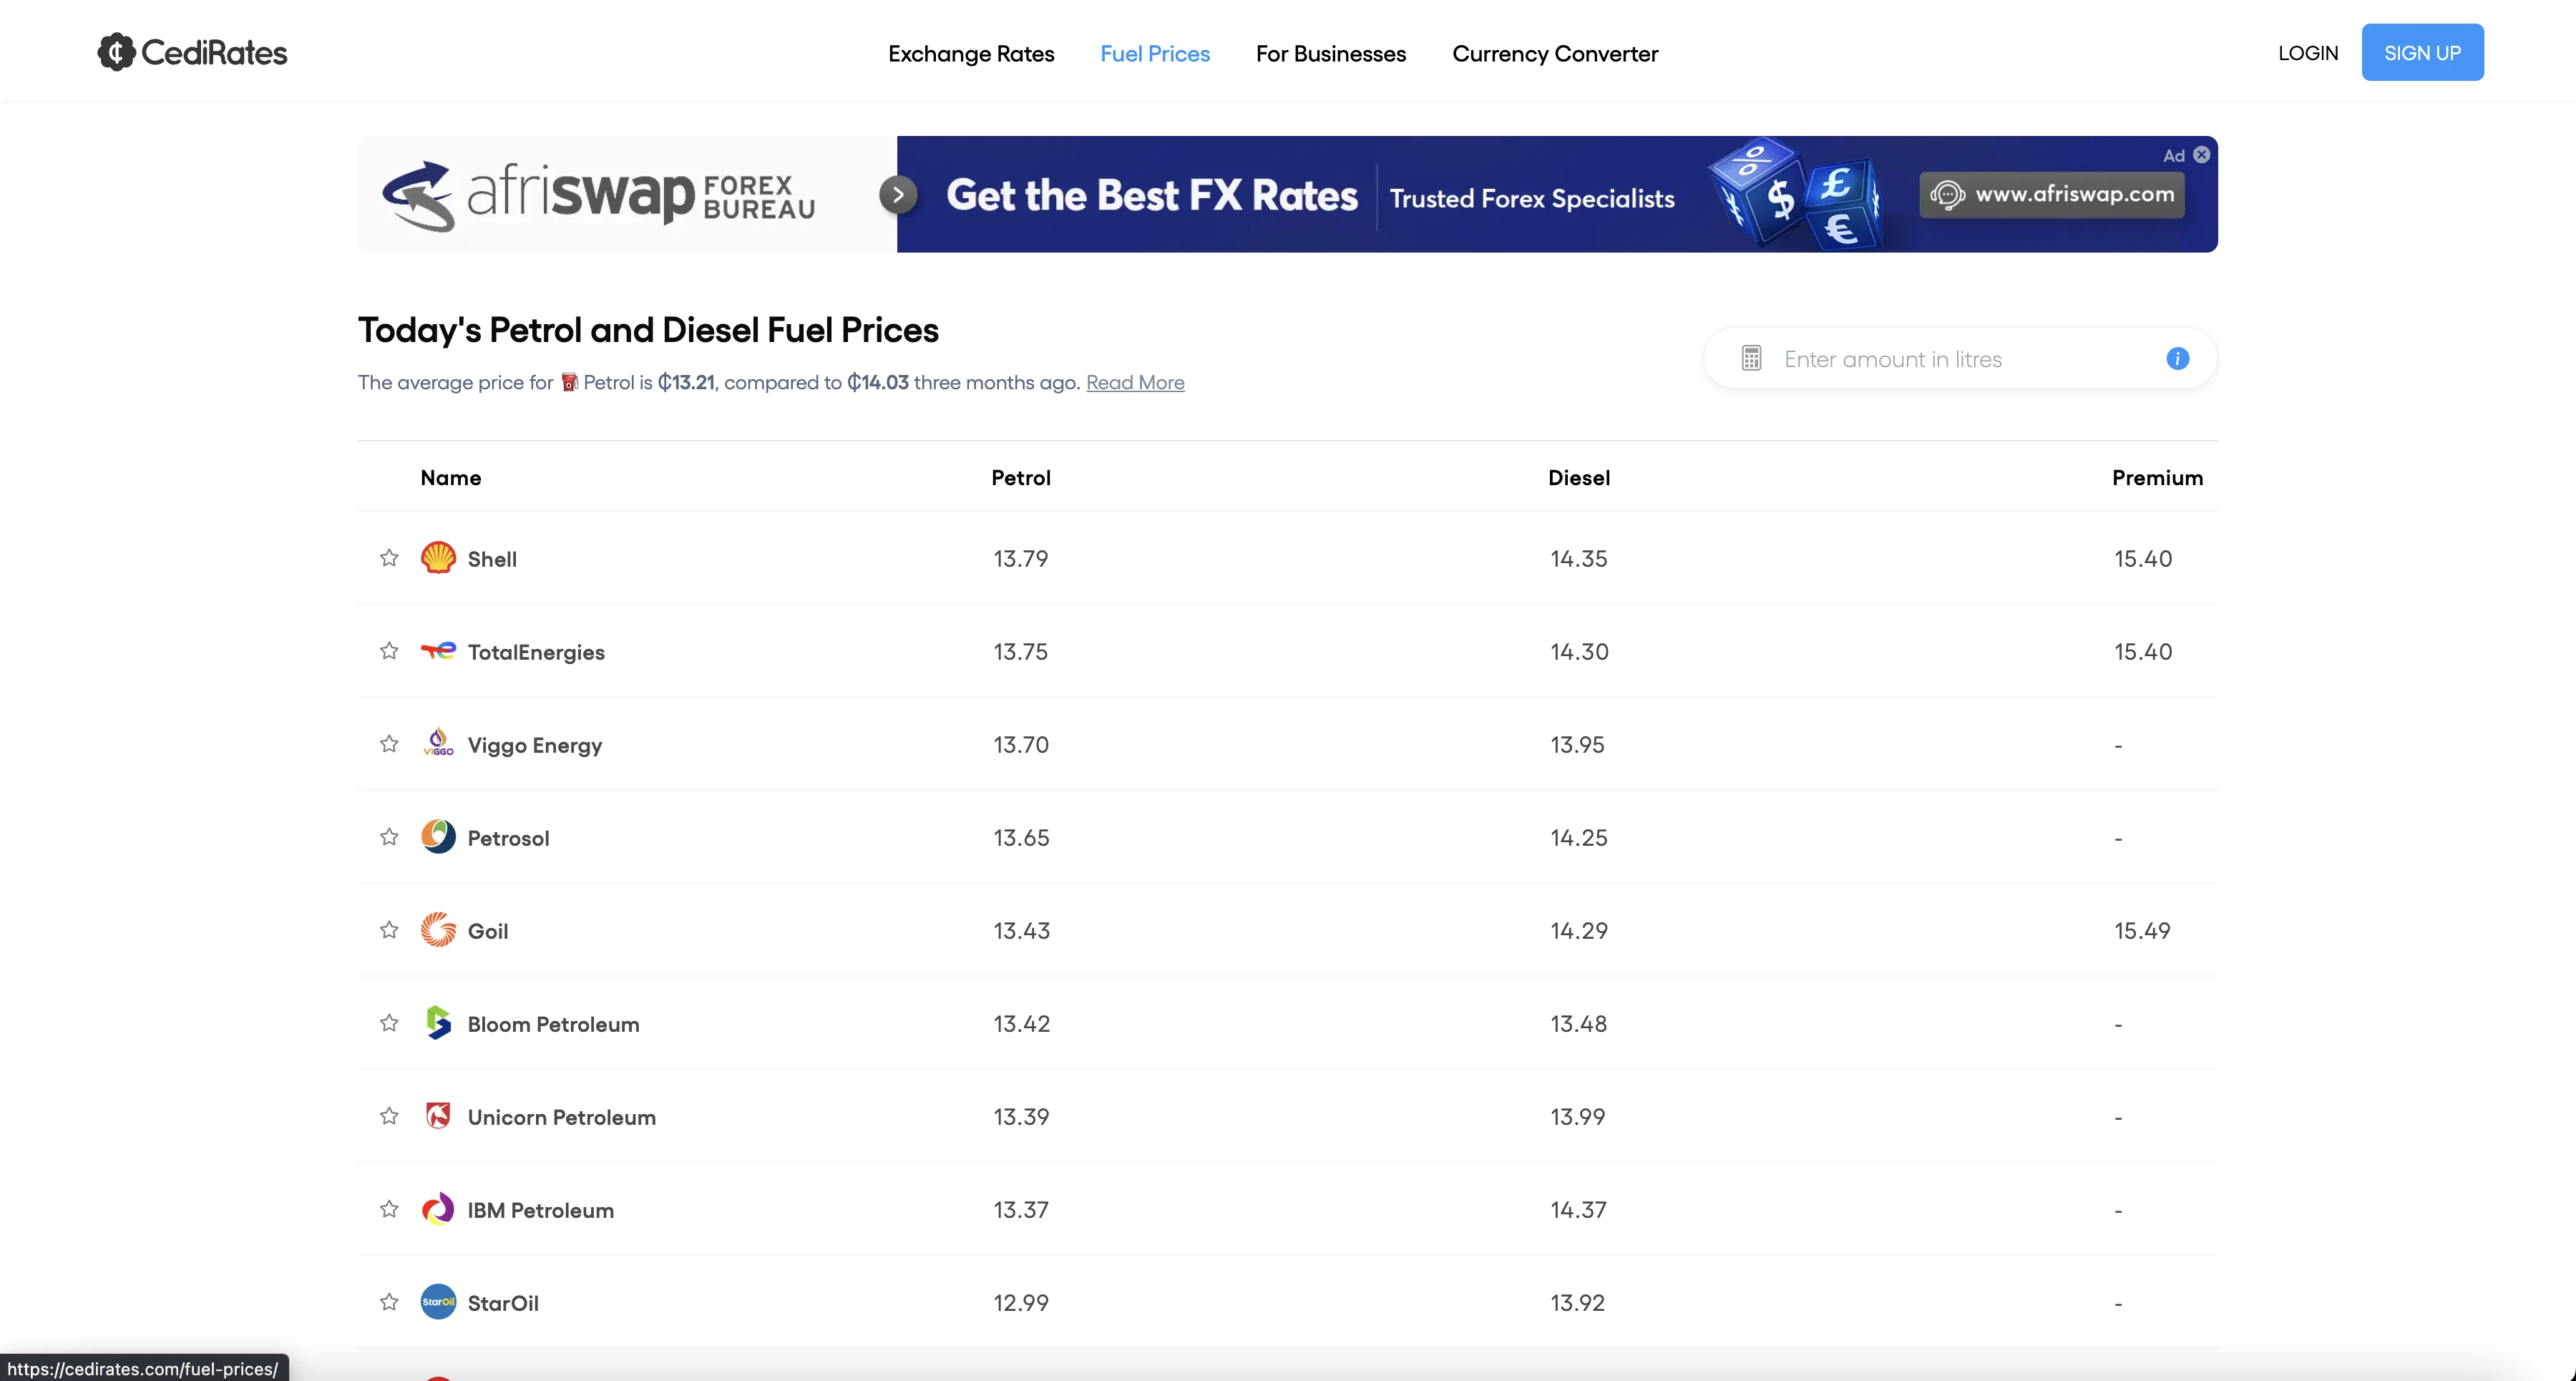 CediRates
Exchange Rates Fuel Prices For Businesses Currency Converter
LOGIN SIGN UP
afriswap FOREX BUREAU
Get the Best FX Rates Trusted Forex Specialists
Ad
www.afriswap.com
Today's Petrol and Diesel Fuel Prices
The average price for Petrol is ₵13.21, compared to ₵14.03 three months ago. Read More
Enter amount in litres
Name Petrol Diesel Premium
Shell 13.79 14.35 15.40
TotalEnergies 13.75 14.30 15.40
VIGGO Viggo Energy 13.70 13.95 -
Petrosol 13.65 14.25 -
Goil 13.43 14.29 15.49
Bloom Petroleum 13.42 13.48 -
Unicorn Petroleum 13.39 13.99 -
IBM Petroleum 13.37 14.37 -
StarOil StarOil 12.99 13.92 -
https://cedirates.com/fuel-prices/